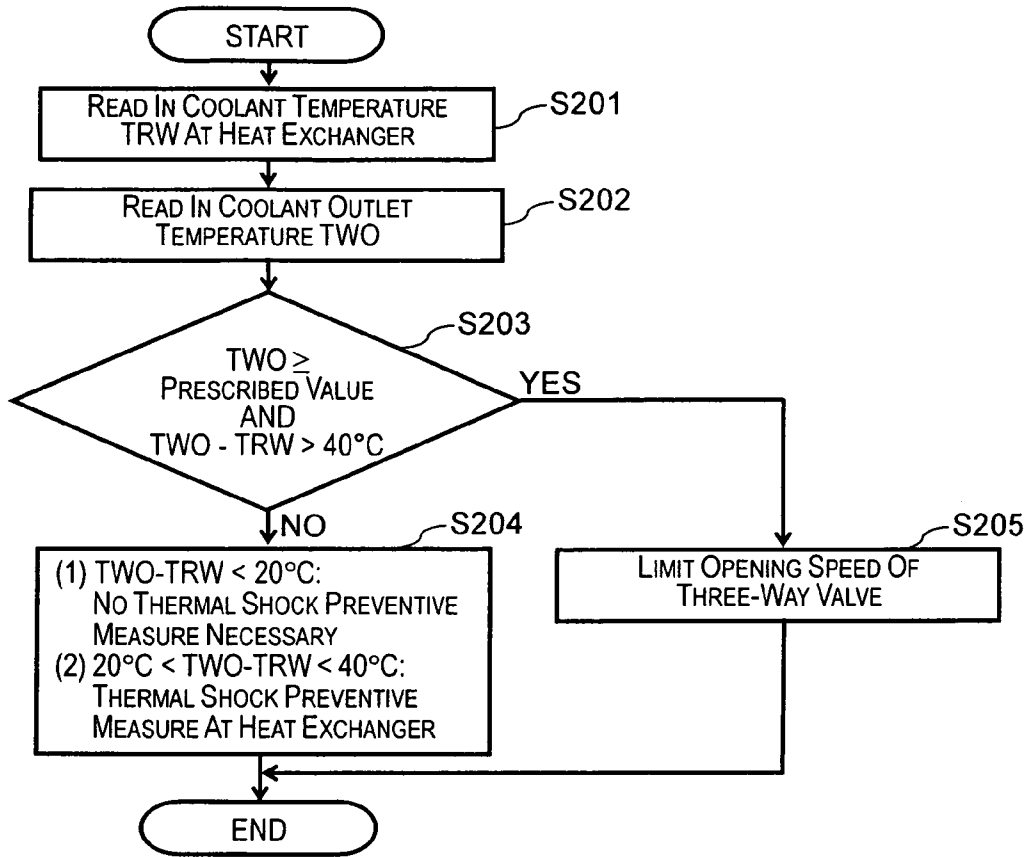 START
READ IN COOLANT TEMPERATURE
TRW AT HEAT EXCHANGER
S201
READ IN COOLANT OUTLET
TEMPERATURE TWO
S202
S203
TWO ≥
PRESCRIBED VALUE
AND
TWO - TRW > 40°C
YES
NO
S204
(1) TWO-TRW < 20°C:
NO THERMAL SHOCK PREVENTIVE
MEASURE NECESSARY
(2) 20°C < TWO-TRW < 40°C:
THERMAL SHOCK PREVENTIVE
MEASURE AT HEAT EXCHANGER
S205
LIMIT OPENING SPEED OF
THREE-WAY VALVE
END